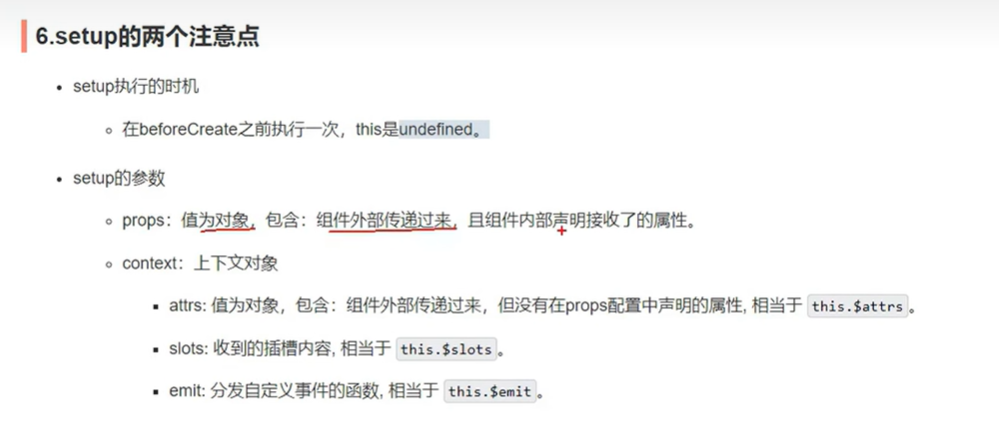 6.setup的两个注意点
setup执行的时机
在beforeCreate之前执行一次，this是undefined。
setup的参数
props：值为对象，包含：组件外部传递过来，且组件内部声明接收了的属性。
context：上下文对象
attrs: 值为对象，包含：组件外部传递过来，但没有在props配置中声明的属性, 相当于 this.$attrs。
slots: 收到的插槽内容, 相当于 this.$slots。
emit: 分发自定义事件的函数, 相当于 this.$emit。